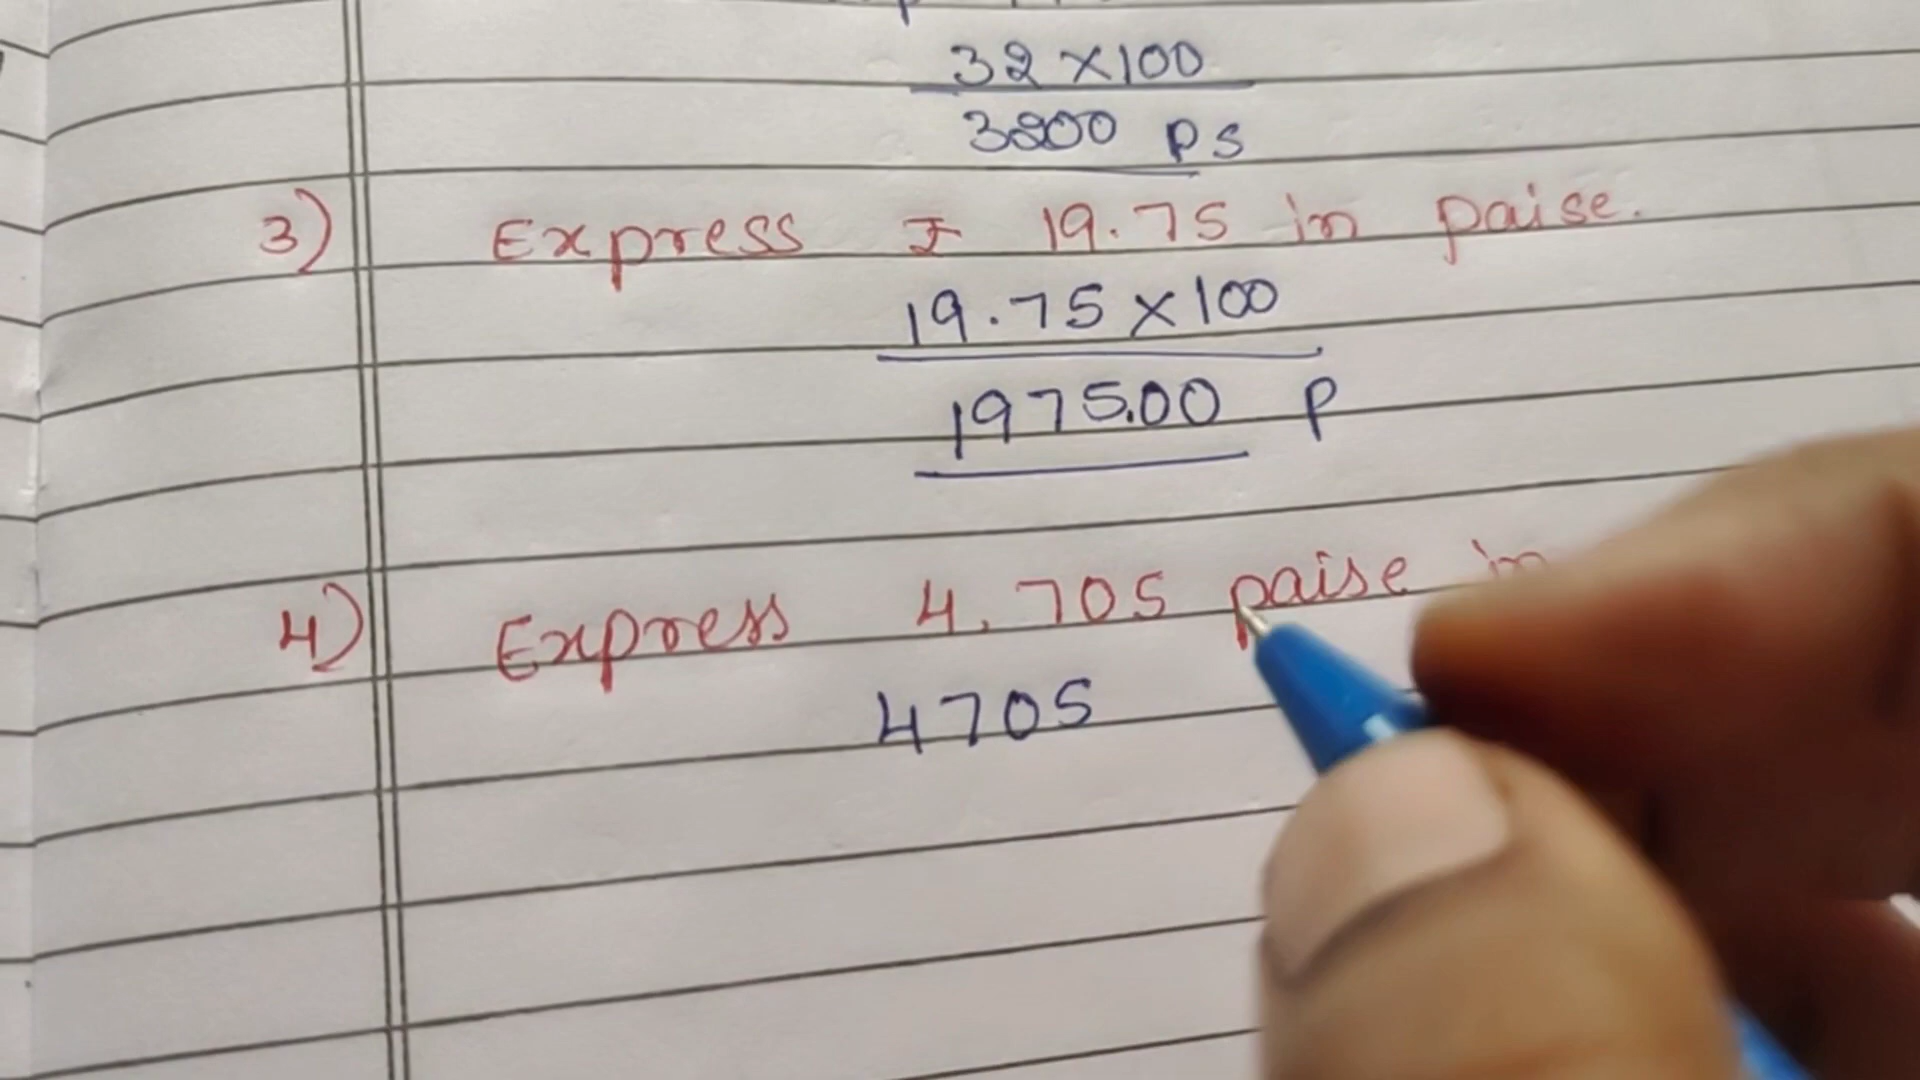 32 ×100
3200 ps
3) Express ₹ 19.75 in paise.
19.75 ×100
1975.00 p
4) Express 4.705 paise in
4705